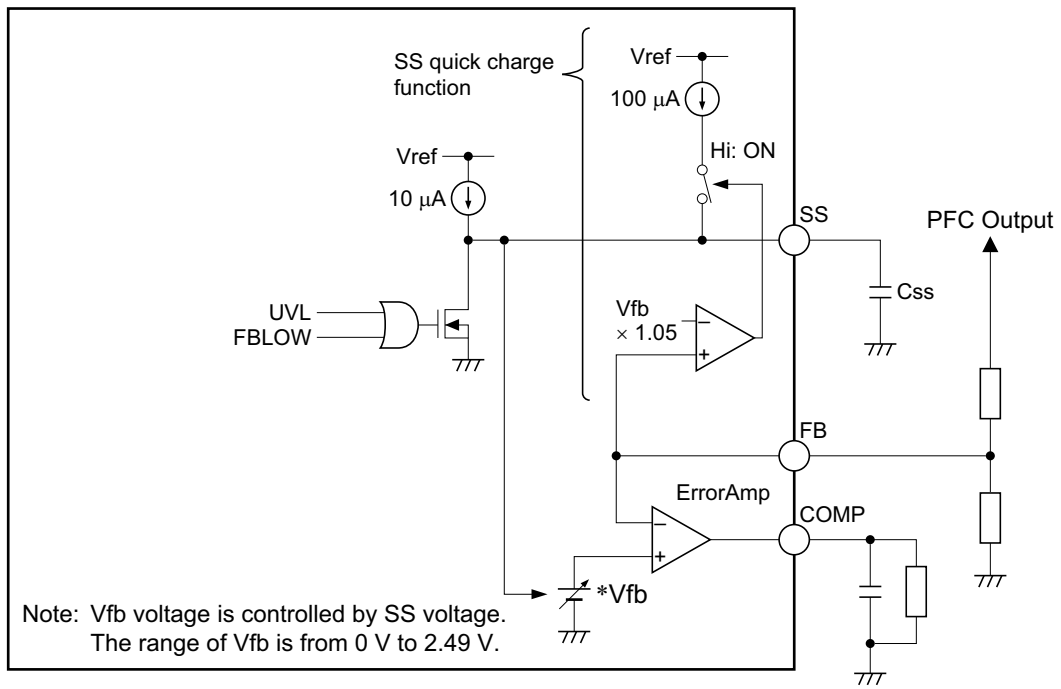 SS quick charge
function
Vref
100 μA
Hi: ON
Vref
10 μA
SS
PFC Output
Css
UVL
FBLOW
Vfb
× 1.05
−
+
FB
ErrorAmp
COMP
−
+
*Vfb
Note: Vfb voltage is controlled by SS voltage.
The range of Vfb is from 0 V to 2.49 V.